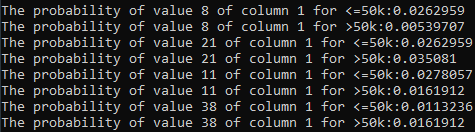 The probability of value 8 of column 1 for <=50k:0.0262959
The probability of value 8 of column 1 for >50k:0.00539707
The probability of value 21 of column 1 for <=50k:0.0262959
The probability of value 21 of column 1 for >50k:0.035081
The probability of value 11 of column 1 for <=50k:0.0278057
The probability of value 11 of column 1 for >50k:0.0161912
The probability of value 38 of column 1 for <=50k:0.0113236
The probability of value 38 of column 1 for >50k:0.0161912